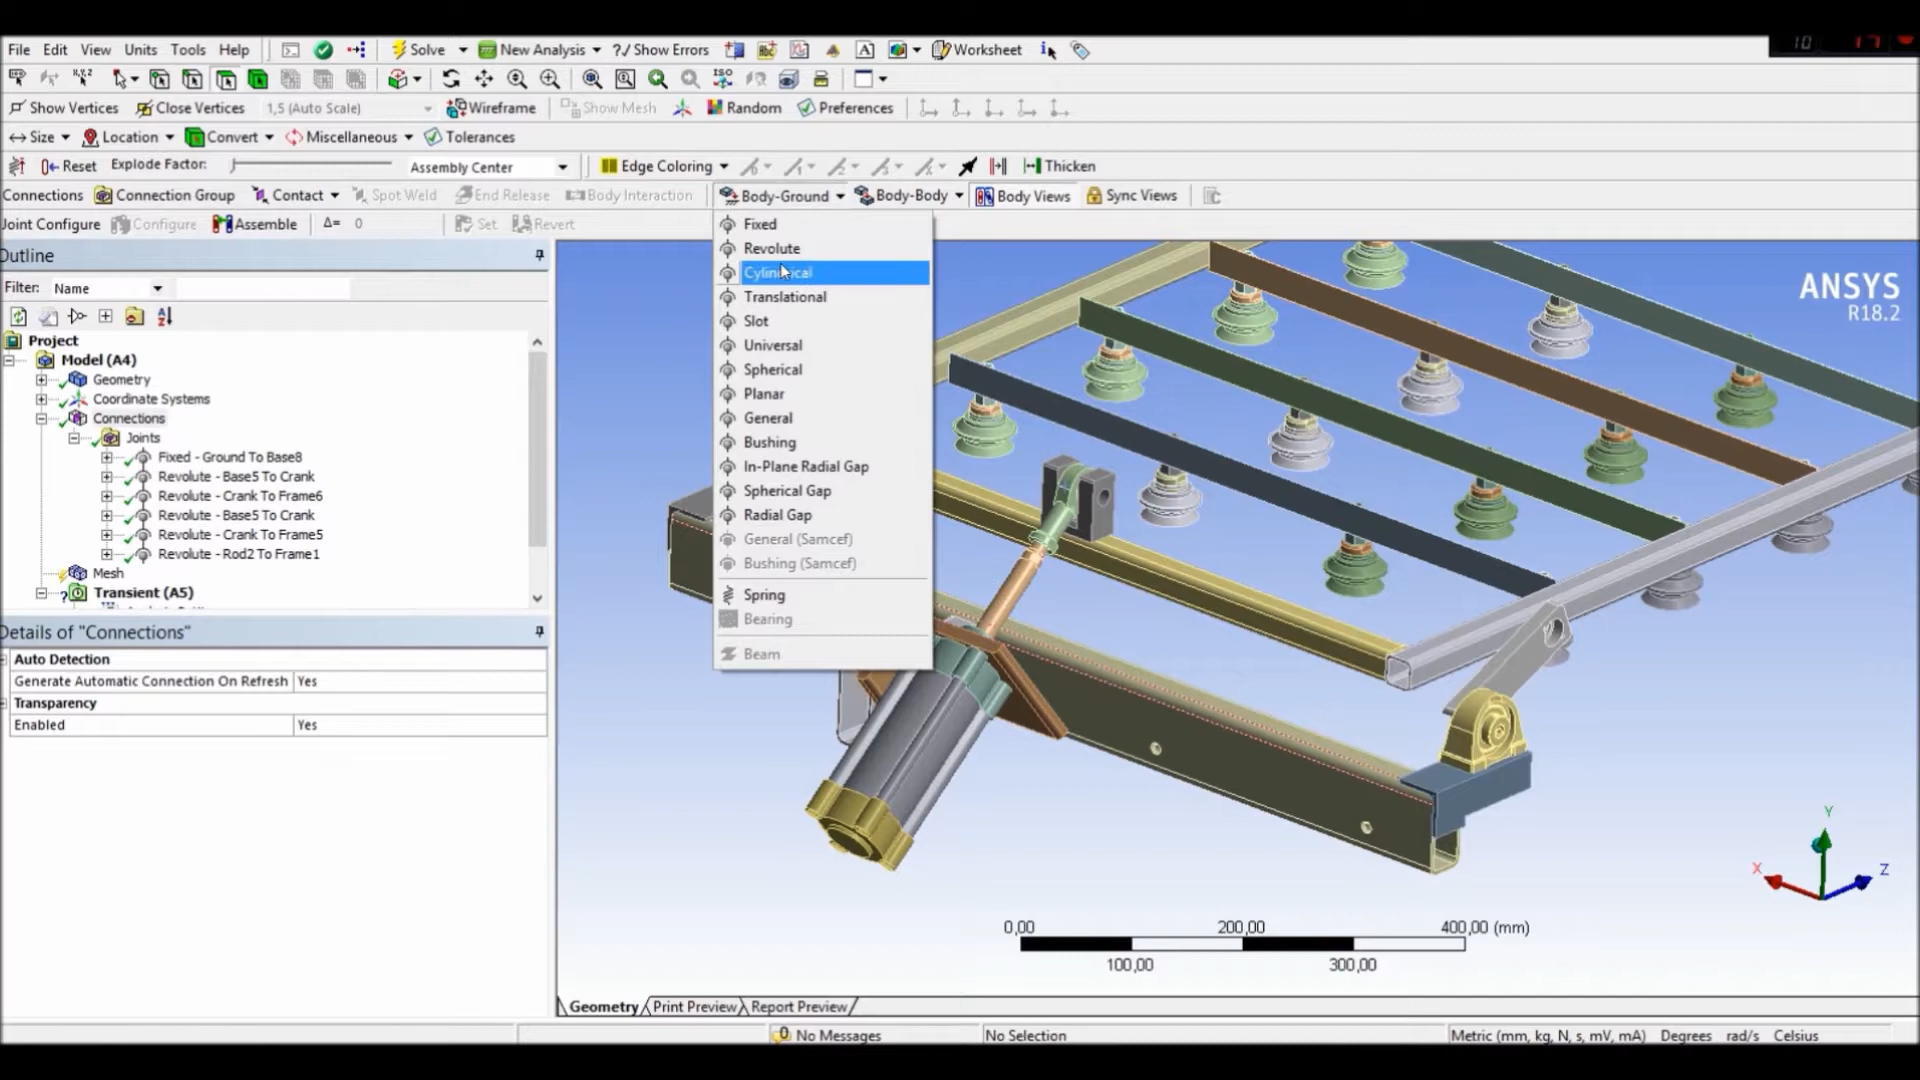 10 17
File Edit View Units Tools Help Solve New Analysis ?/ Show Errors Worksheet
Show Vertices Close Vertices 1,5 (Auto Scale) Wireframe Show Mesh Random Preferences
Size Location Convert Miscellaneous Tolerances
Reset Explode Factor: Assembly Center Edge Coloring Thicken
Connections Connection Group Contact Spot Weld End Release Body Interaction Body-Ground Body-Body Body Views Sync Views
Joint Configure Configure Assemble Δ= 0 Set Revert
Outline
Filter: Name
Project
Model (A4)
Geometry
Coordinate Systems
Connections
Joints
Fixed - Ground To Base8
Revolute - Base5 To Crank
Revolute - Crank To Frame6
Revolute - Base5 To Crank
Revolute - Crank To Frame5
Revolute - Rod2 To Frame1
Mesh
Transient (A5)
Details of "Connections"
Auto Detection
Generate Automatic Connection On Refresh Yes
Transparency
Enabled Yes
Fixed
Revolute
Cylindrical
Translational
Slot
Universal
Spherical
Planar
General
Bushing
In-Plane Radial Gap
Spherical Gap
Radial Gap
General (Samcef)
Bushing (Samcef)
Spring
Bearing
Beam
ANSYS
R18.2
Y
X
Z
0,00 200,00 400,00 (mm)
100,00 300,00
Geometry Print Preview Report Preview
0 No Messages No Selection Metric (mm, kg, N, s, mV, mA) Degrees rad/s Celsius